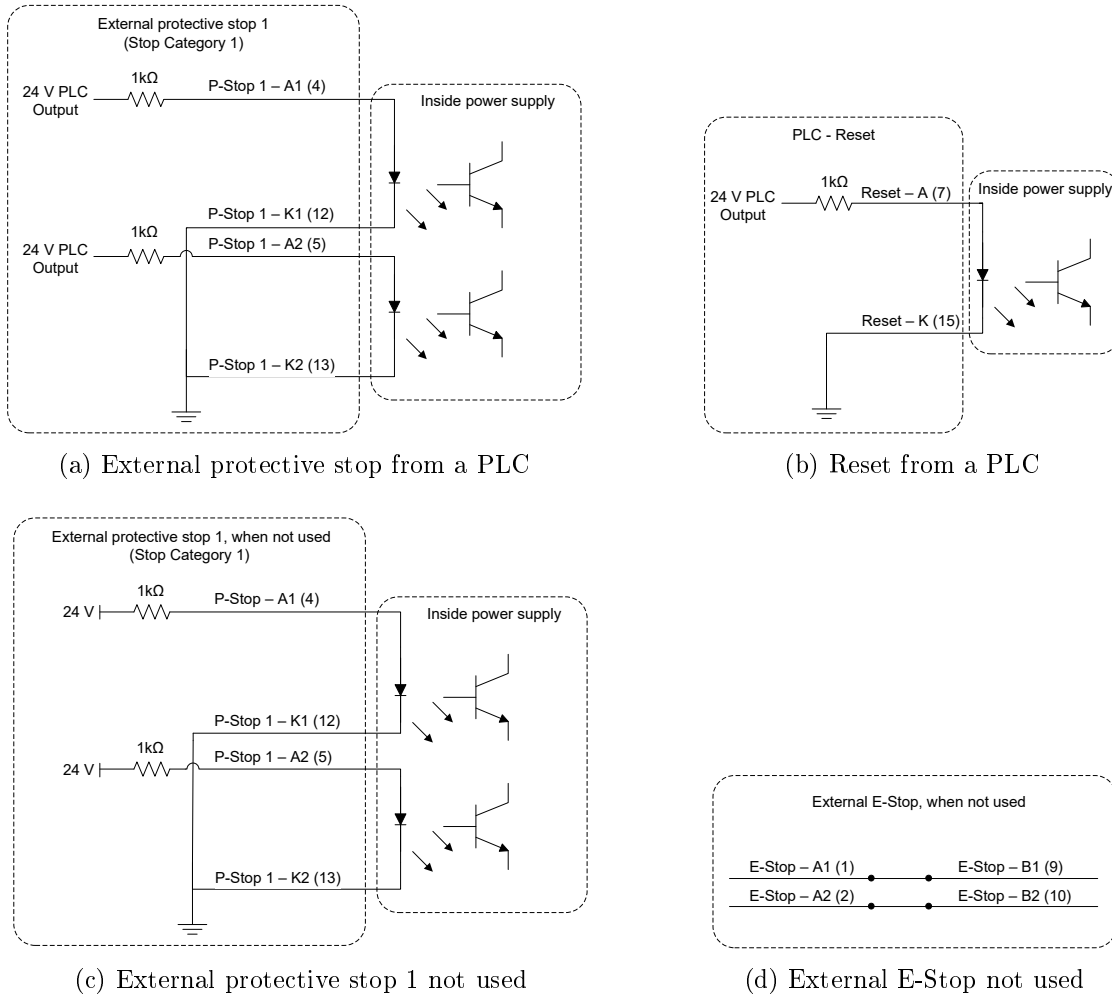 External protective stop 1
(Stop Category 1)
1kΩ
P-Stop 1 – A1 (4)
24 V PLC
Output
Inside power supply
P-Stop 1 – K1 (12)
1kΩ
P-Stop 1 – A2 (5)
24 V PLC
Output
P-Stop 1 – K2 (13)
(a) External protective stop from a PLC
PLC - Reset
1kΩ
Reset – A (7)
Inside power supply
24 V PLC
Output
Reset – K (15)
(b) Reset from a PLC
External protective stop 1, when not used
(Stop Category 1)
1kΩ
P-Stop – A1 (4)
24 V
Inside power supply
P-Stop 1 – K1 (12)
1kΩ
P-Stop 1 – A2 (5)
24 V
P-Stop 1 – K2 (13)
(c) External protective stop 1 not used
External E-Stop, when not used
E-Stop – A1 (1)
E-Stop – B1 (9)
E-Stop – A2 (2)
E-Stop – B2 (10)
(d) External E-Stop not used